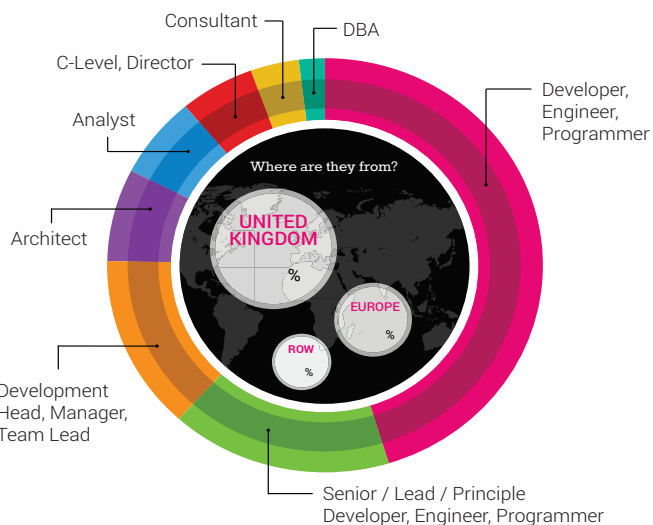 Consultant
DBA
C-Level, Director
Developer,
Engineer,
Programmer
Analyst
Where are they from?
UNITED
KINGDOM
%
Architect
EUROPE
%
ROW
%
Development
Head, Manager,
Team Lead
Senior / Lead / Principle
Developer, Engineer, Programmer